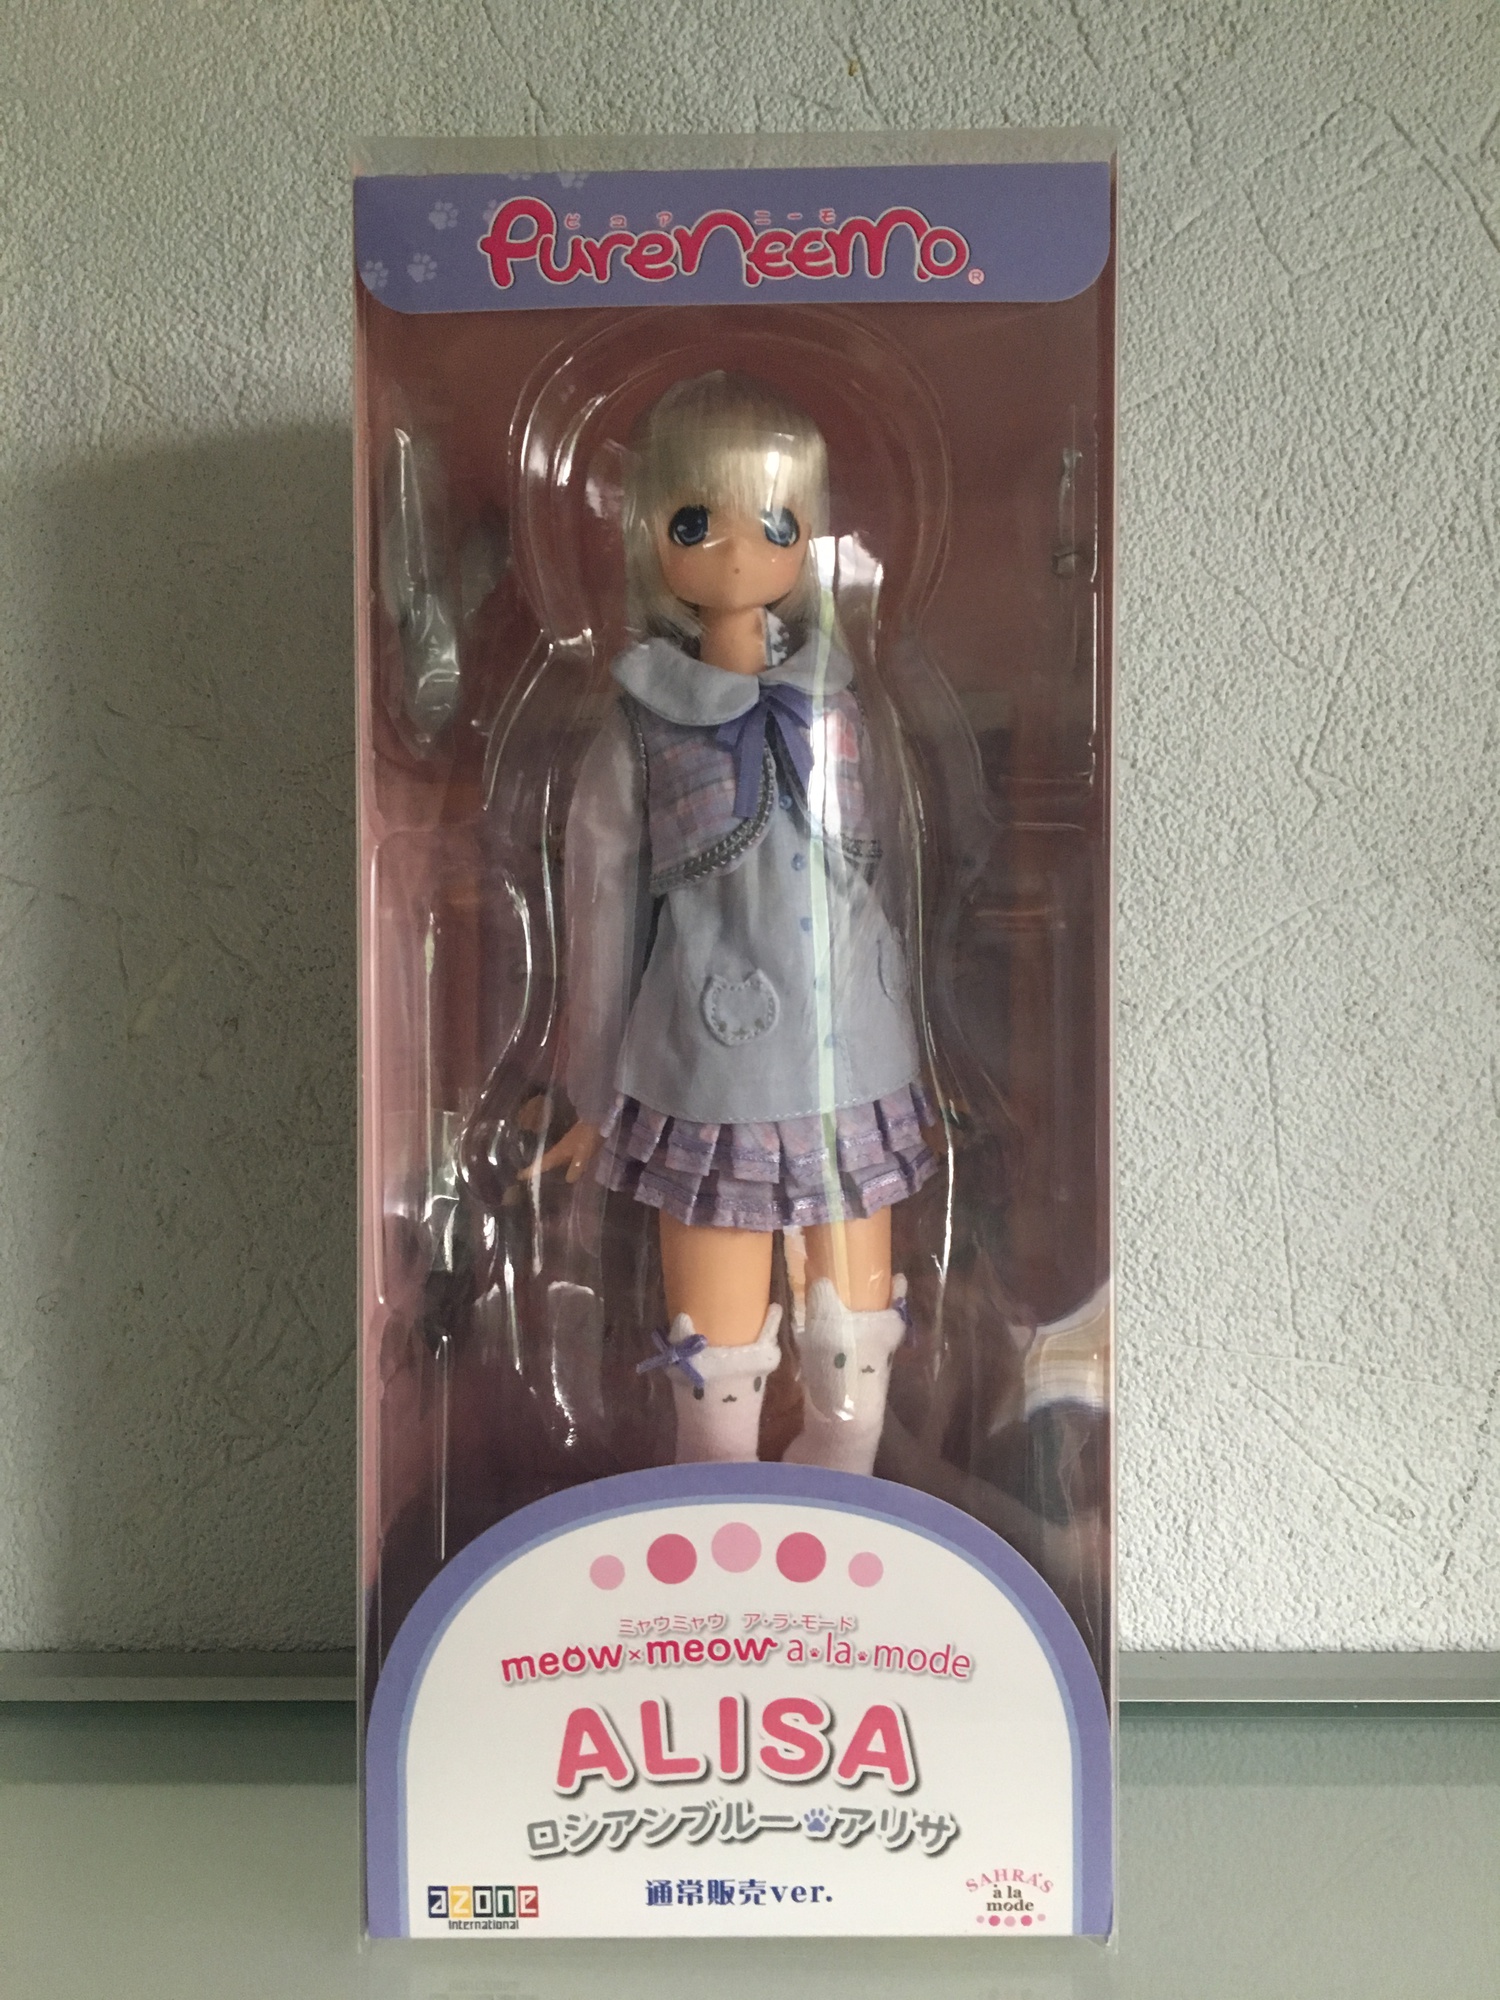 ピュアニーモ
PureNeemo®
ミャウミャウ ア・ラ・モード
meow×meow a・la・mode
ALISA
ロシアンブルー アリサ
通常販売ver.
azone
international
SAHRA'S
à la
mode